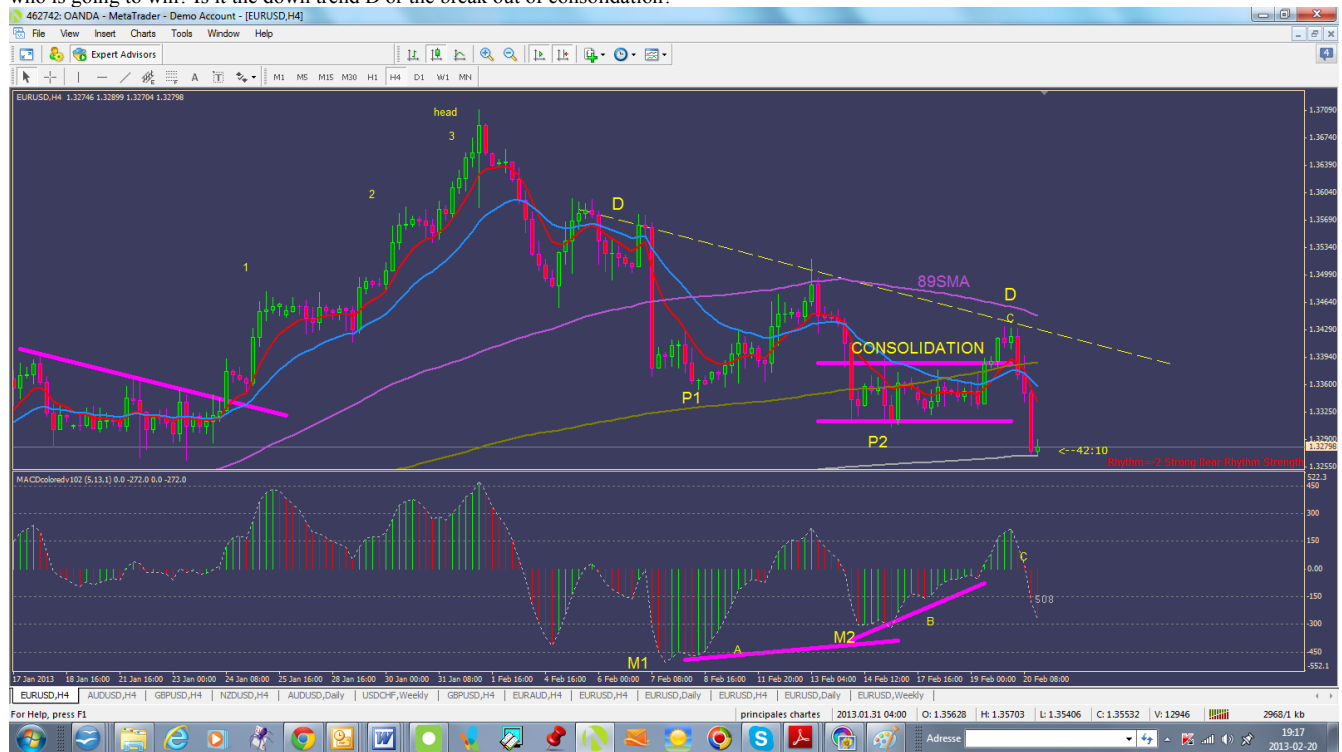 who is going to win? Is it the down trend D or the break out of consolidation?
462742: OANDA - MetaTrader - Demo Account - [EURUSD,H4]
File View Insert Charts Tools Window Help
Expert Advisors
4
A T M1 M5 M15 M30 H1 H4 D1 W1 MN
EURUSD,H4 1.32746 1.32899 1.32704 1.32798
head
3
2
1
D
89SMA
D
C
CONSOLIDATION
P1
P2
<--42:10
Rhythm=-2 Strong Bear Rhythm Strength
1.37090
1.36740
1.36390
1.36040
1.35690
1.35340
1.34990
1.34640
1.34290
1.33940
1.33600
1.33250
1.32900
1.32798
1.32550
MACDcoloredv102 (5,13,1) 0.0 -272.0 0.0 -272.0
522.3
450
300
150
0.00
-150
-300
-450
-552.1
C
508
B
M2
A
M1
17 Jan 2013 18 Jan 16:00 21 Jan 16:00 22 Jan 16:00 23 Jan 16:00 24 Jan 08:00 25 Jan 16:00 28 Jan 16:00 30 Jan 00:00 31 Jan 08:00 1 Feb 16:00 4 Feb 16:00 6 Feb 00:00 7 Feb 08:00 8 Feb 16:00 11 Feb 20:00 13 Feb 04:00 14 Feb 12:00 17 Feb 16:00 19 Feb 00:00 20 Feb 08:00
EURUSD,H4 AUDUSD,H4 GBPUSD,H4 NZDUSD,H4 AUDUSD,Daily USDCHF,Weekly GBPUSD,H4 EURAUD,H4 EURUSD,H4 EURUSD,Daily EURUSD,H4 EURUSD,Daily EURUSD,Weekly
For Help, press F1 principales chartes 2013.01.31 04:00 O: 1.35628 H: 1.35703 L: 1.35406 C: 1.35532 V: 12946 2968/1 kb
Adresse
19:17
2013-02-20